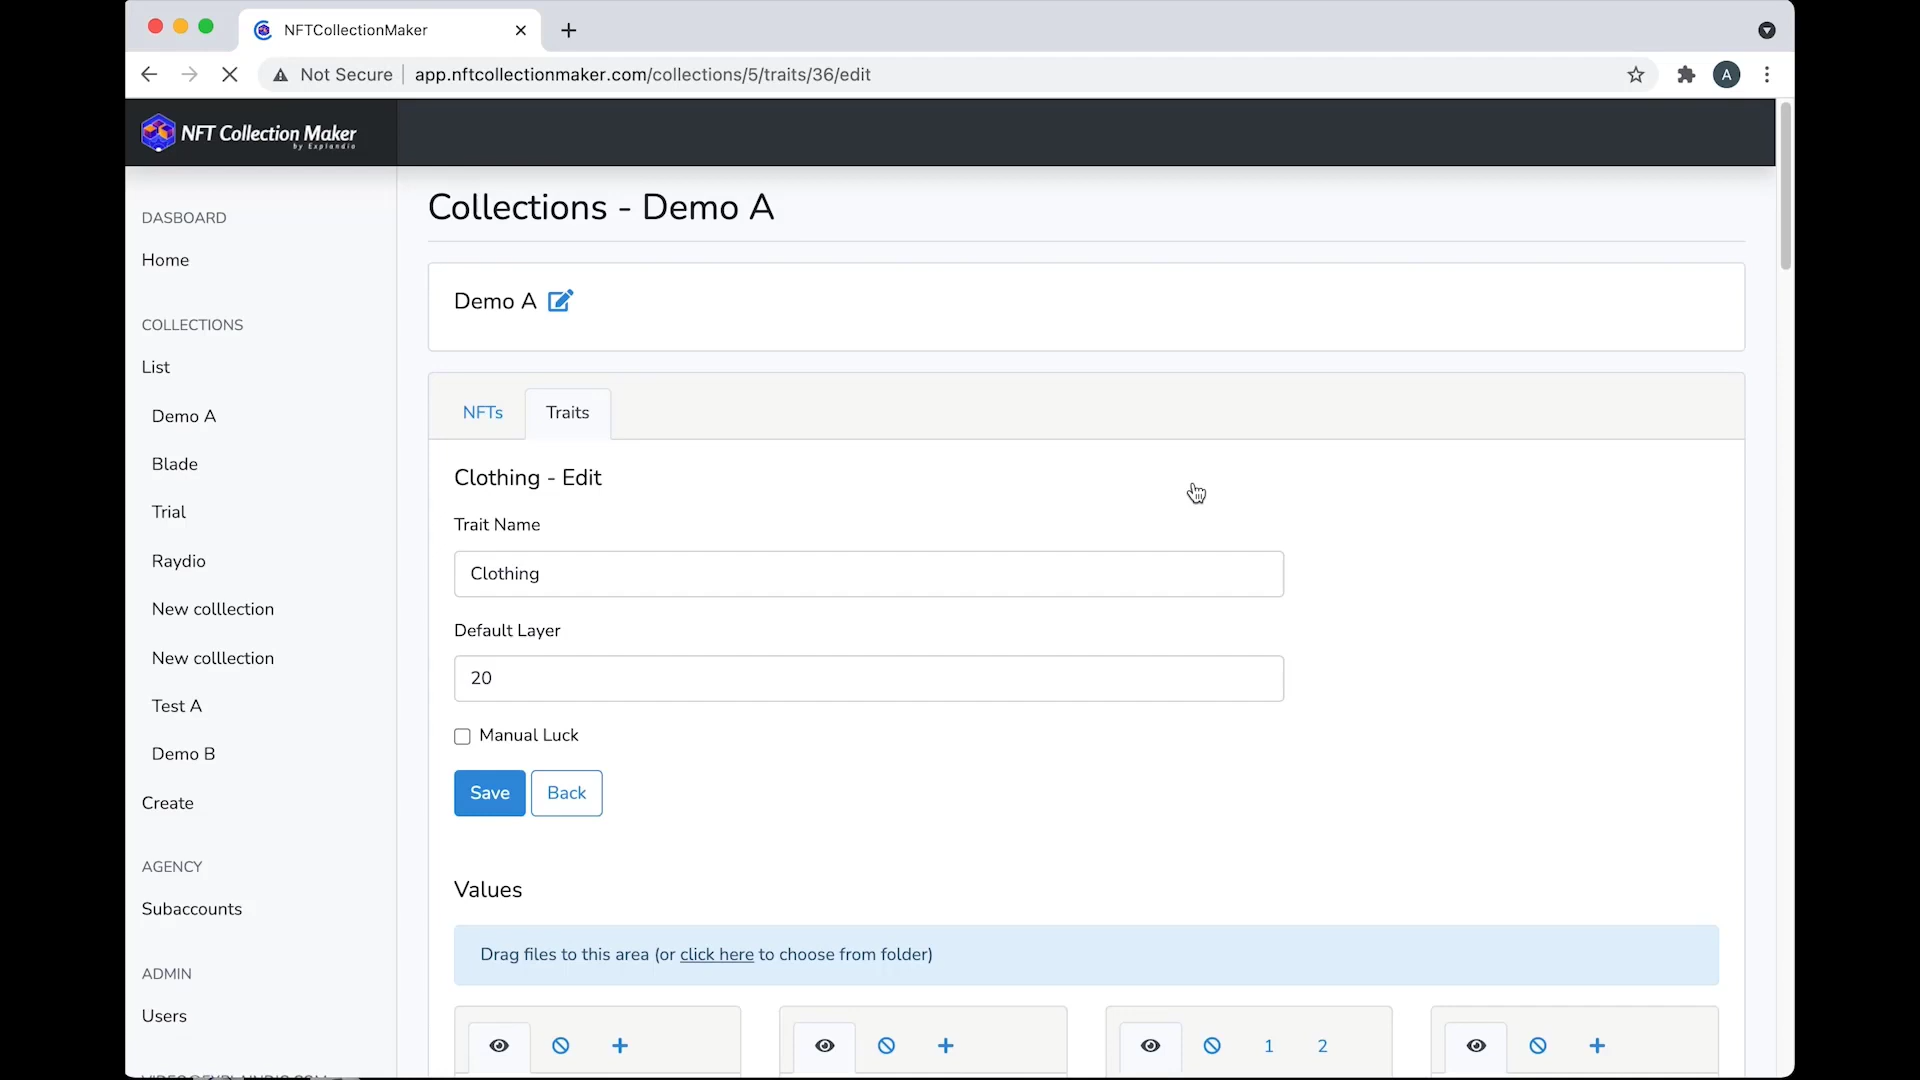 NFTCollectionMaker
Not Secure
app.nftcollectionmaker.com/collections/5/traits/36/edit
A
NFT Collection Maker
by Explandio
DASBOARD
Home
COLLECTIONS
List
Demo A
Blade
Trial
Raydio
New colllection
New colllection
Test A
Demo B
Create
AGENCY
Subaccounts
ADMIN
Users
Collections - Demo A
Demo A
NFTs
Traits
Clothing - Edit
Trait Name
Clothing
Default Layer
20
Manual Luck
Save
Back
Values
Drag files to this area (or click here to choose from folder)
1
2